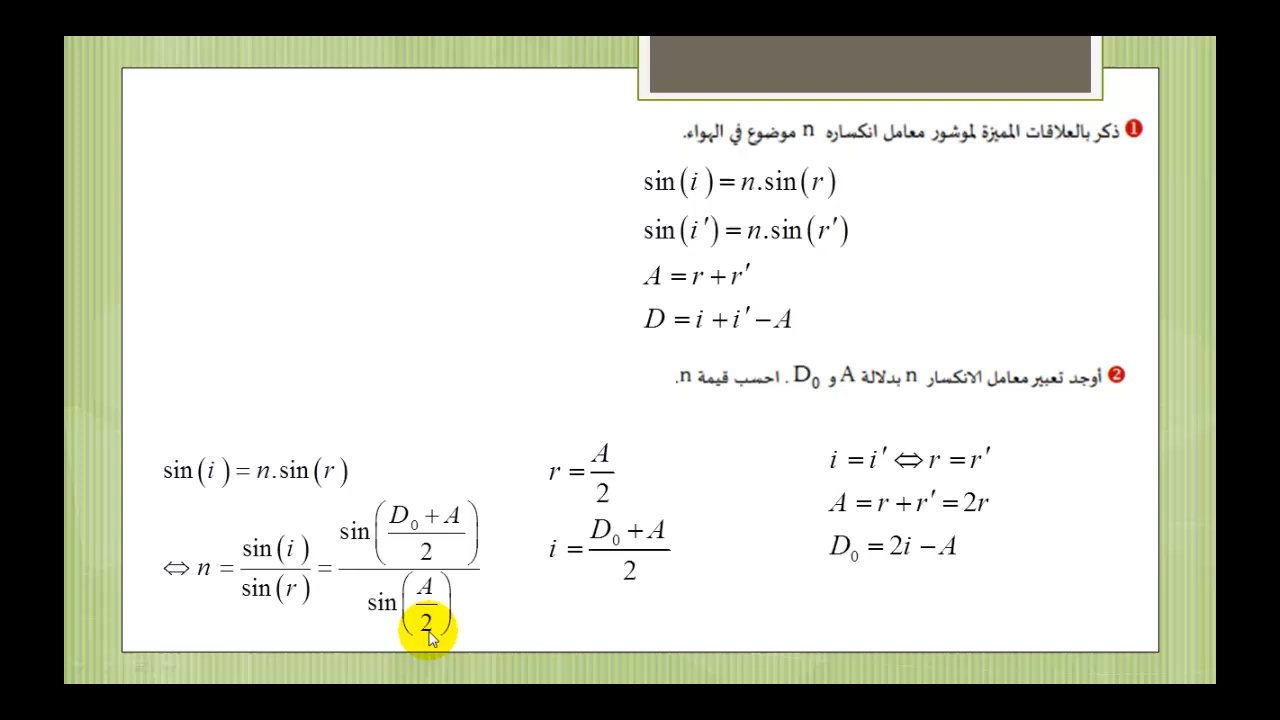 ❶ ذكر بالعلاقات المميزة لموشور معامل انكساره n موضوع في الهواء.
sin(i) = n.sin(r)
sin(i′) = n.sin(r′)
A = r + r′
D = i + i′ − A
❷ أوجد تعبير معامل الانكسار n بدلالة A و D₀ . احسب قيمة n.
i = i′ ⇔ r = r′
A = r + r′ = 2r
D₀ = 2i − A
r = A/2
i = (D₀ + A)/2
sin(i) = n.sin(r)
⇔ n = sin(i)/sin(r) = sin((D₀ + A)/2)/sin(A/2)